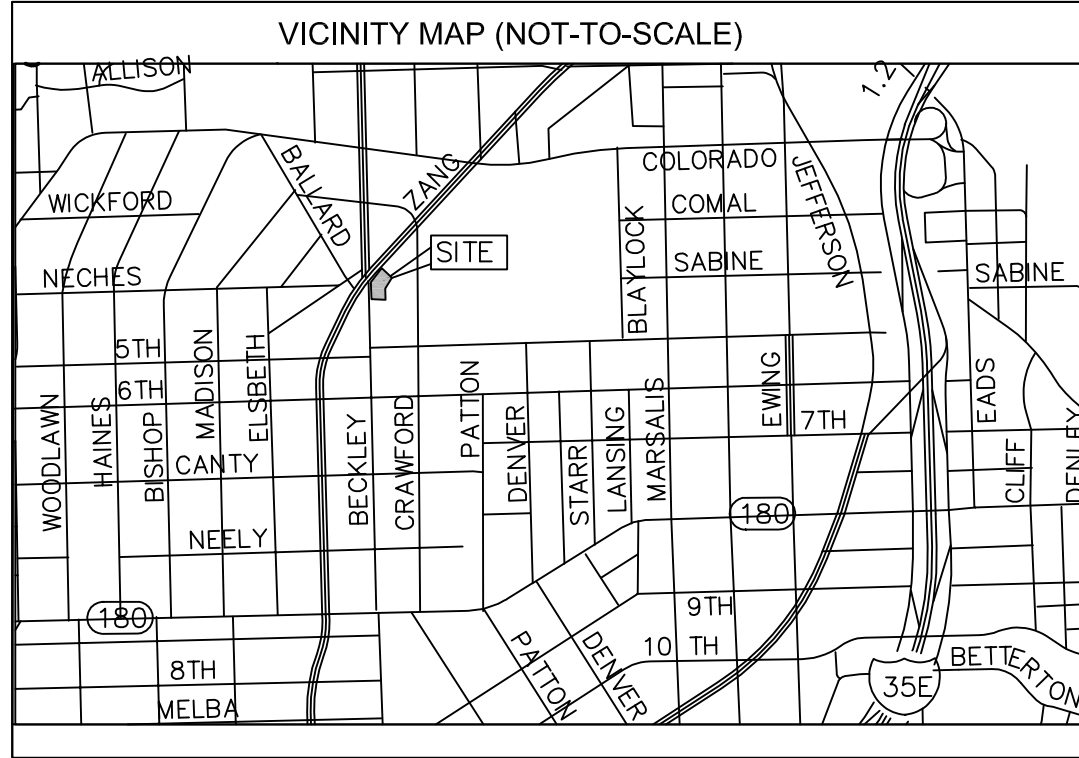 VICINITY MAP (NOT-TO-SCALE)
ALLISON
1.2
BALLARD
ZANG
COLORADO
JEFFERSON
WICKFORD
COMAL
BLAYLOCK
SITE
SABINE
NECHES
SABINE
5TH
MADISON
ELSBETH
6TH
PATTON
EWING
EADS
WOODLAWN
HAINES
BISHOP
BECKLEY
CRAWFORD
DENVER
STARR
LANSING
MARSALIS
7TH
CLIFF
DENLEY
CANTY
180
NEELY
180
9TH
PATTON
DENVER
10 TH
BETTERTON
8TH
35E
MELBA